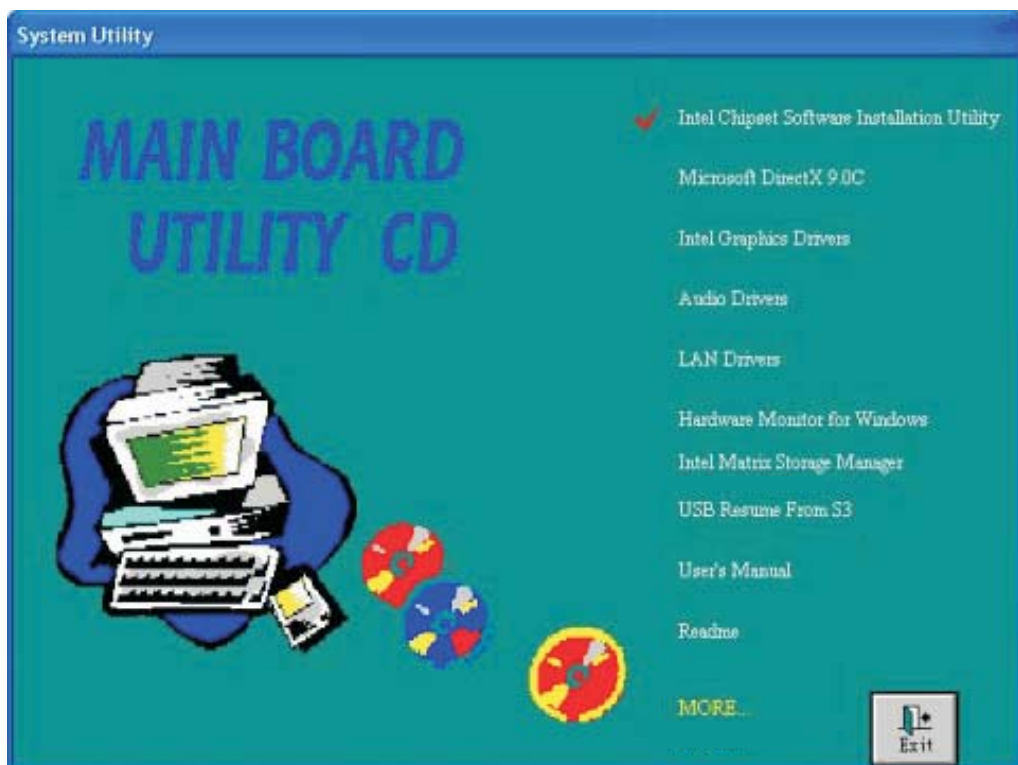 System Utility
MAIN BOARD
UTILITY CD
Intel Chipset Software Installation Utility
Microsoft DirectX 9.0C
Intel Graphics Drivers
Audio Drivers
LAN Drivers
Hardware Monitor for Windows
Intel Matrix Storage Manager
USB Resume From S3
User's Manual
Readme
MORE...
Exit